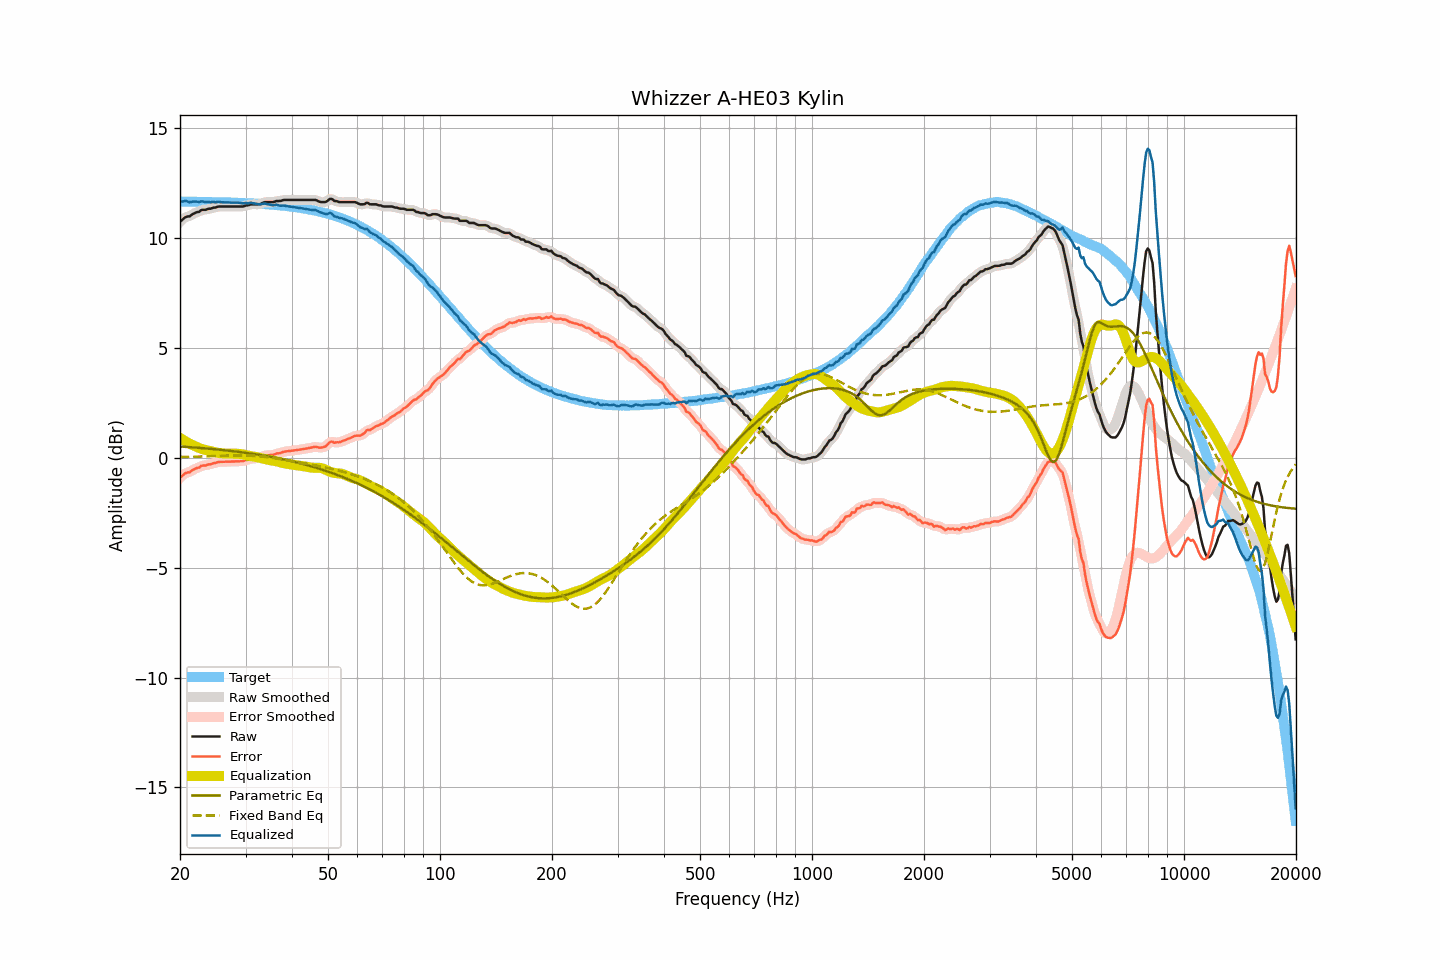 Whizzer A-HE03 Kylin
15
10
5
0
−5
−10
−15
Amplitude (dBr)
Target
Raw Smoothed
Error Smoothed
Raw
Error
Equalization
Parametric Eq
Fixed Band Eq
Equalized
20 50 100 200 500 1000 2000 5000 10000 20000
Frequency (Hz)